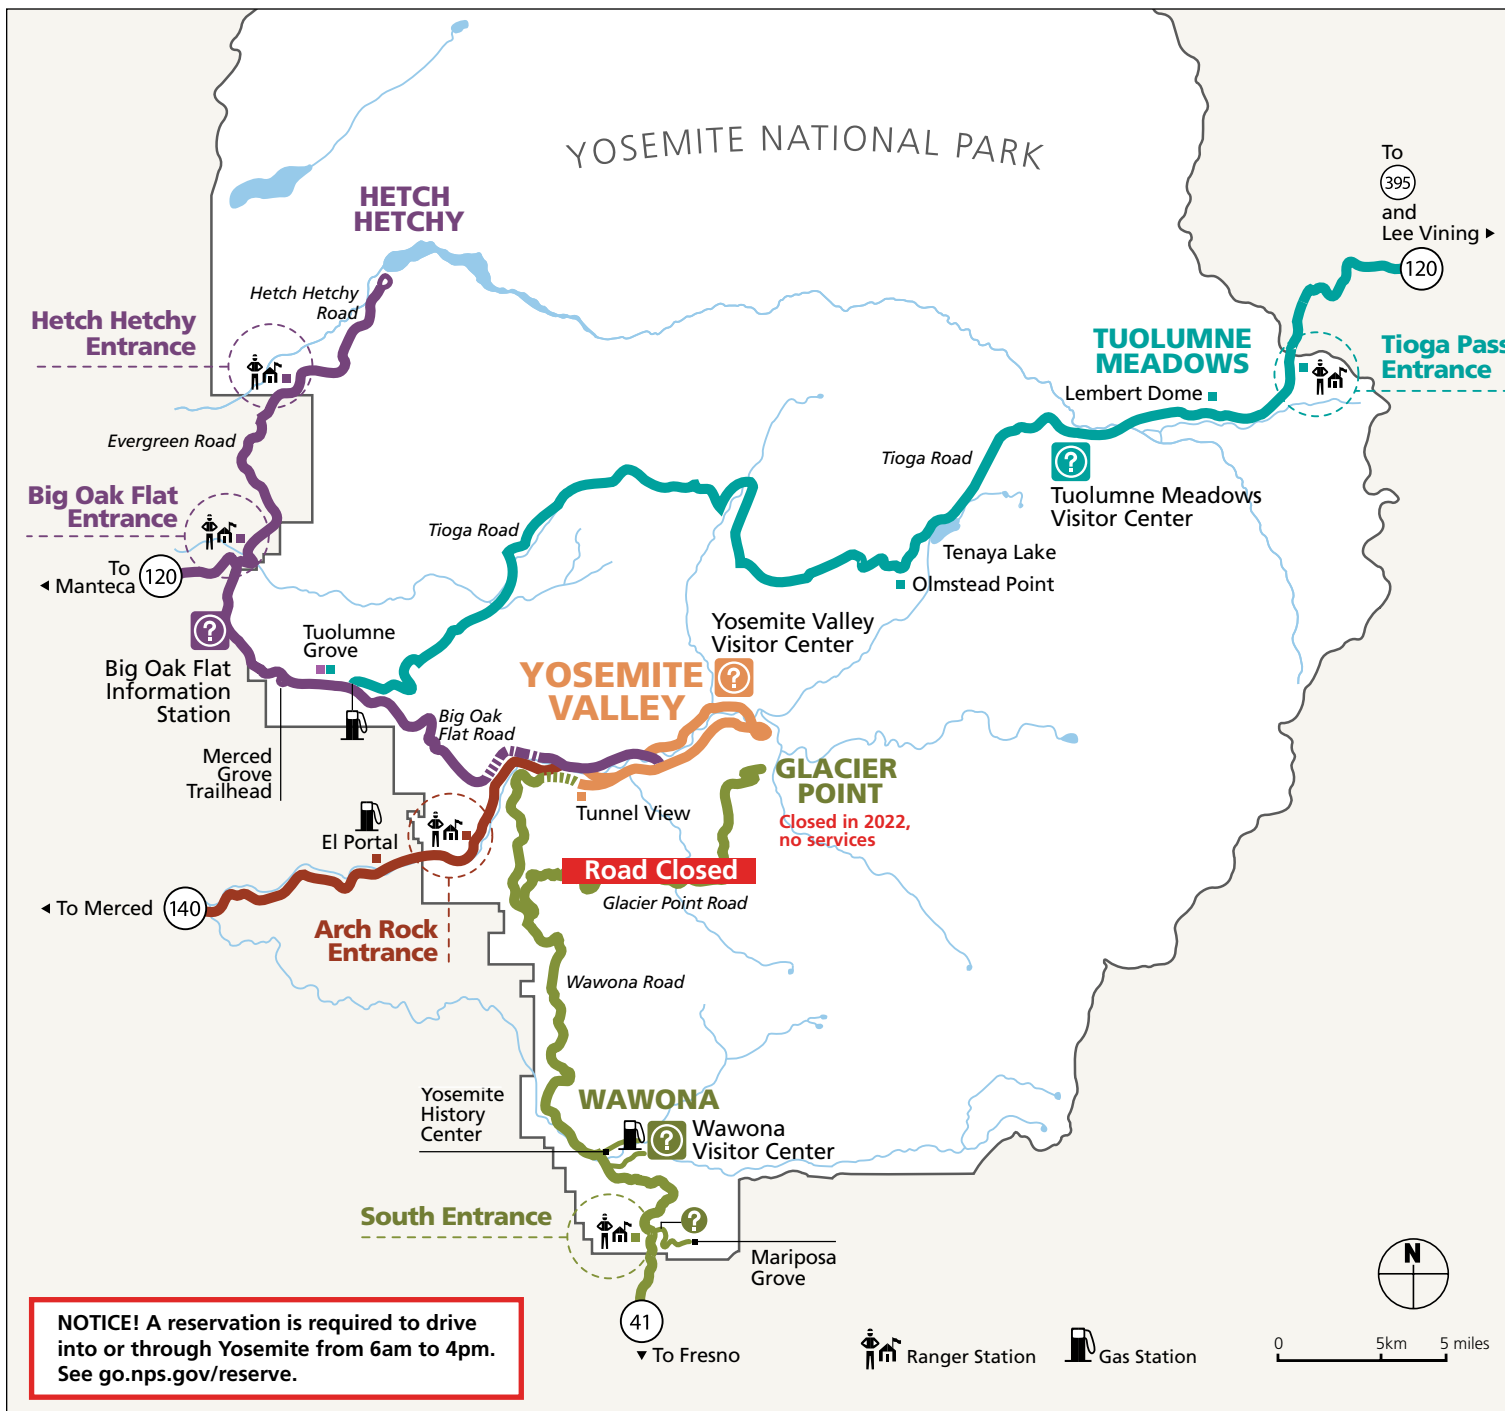 YOSEMITE NATIONAL PARK
To
395
and
Lee Vining ▸
120
HETCH
HETCHY
Hetch Hetchy
Road
Hetch Hetchy
Entrance
TUOLUMNE
MEADOWS
Lembert Dome
Tioga Pass
Entrance
Evergreen Road
Tioga Road
?
Tuolumne Meadows
Visitor Center
Big Oak Flat
Entrance
Tioga Road
To
◂ Manteca
120
Tenaya Lake
Olmstead Point
?
Big Oak Flat
Information
Station
Tuolumne
Grove
Yosemite Valley
Visitor Center
?
YOSEMITE
VALLEY
Big Oak
Flat Road
Merced
Grove
Trailhead
GLACIER
POINT
Closed in 2022,
no services
Tunnel View
El Portal
Road Closed
Glacier Point Road
◂ To Merced
140
Arch Rock
Entrance
Wawona Road
WAWONA
Yosemite
History
Center
?
Wawona
Visitor Center
South Entrance
?
Mariposa
Grove
41
▾ To Fresno
NOTICE! A reservation is required to drive
into or through Yosemite from 6am to 4pm.
See go.nps.gov/reserve.
Ranger Station
Gas Station
N
0 5km 5 miles